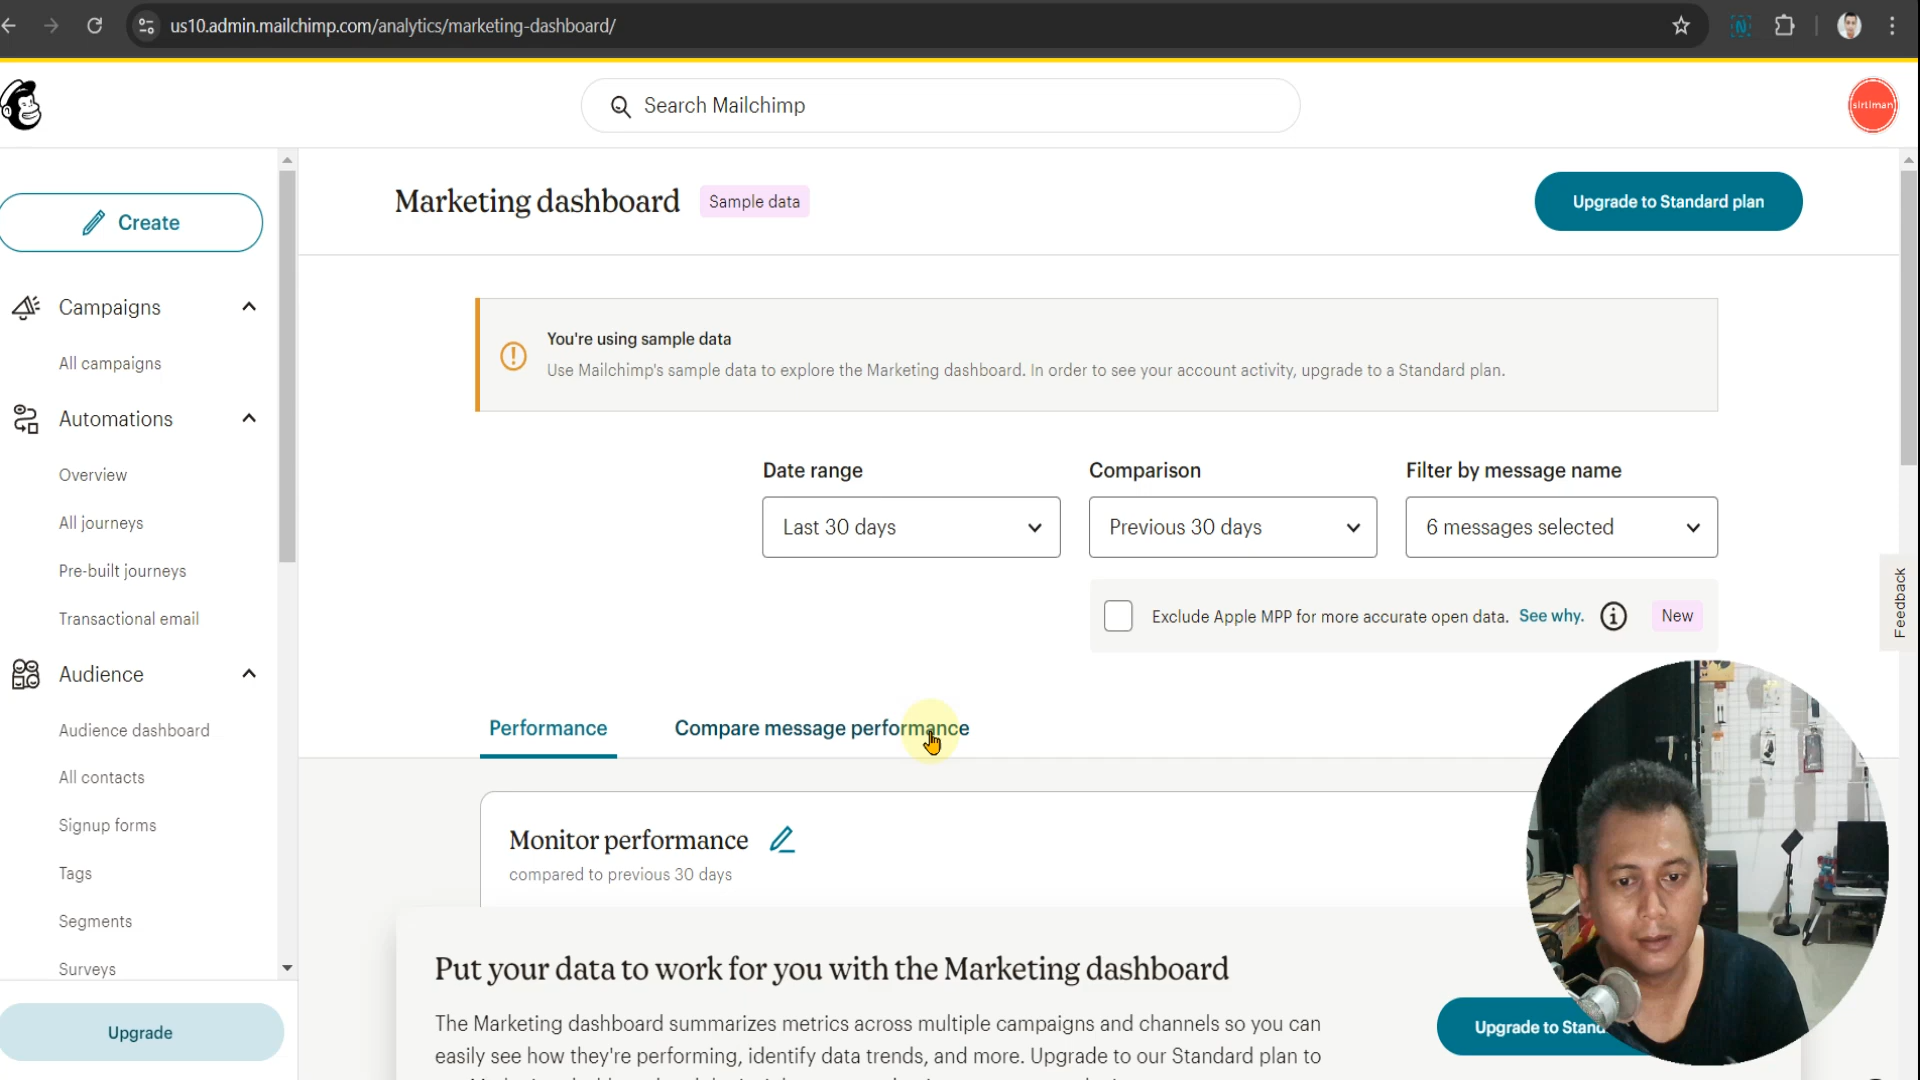 us10.admin.mailchimp.com/analytics/marketing-dashboard/
Search Mailchimp
sirtiman
Create
Campaigns
All campaigns
Automations
Overview
All journeys
Pre-built journeys
Transactional email
Audience
Audience dashboard
All contacts
Signup forms
Tags
Segments
Surveys
Upgrade
Marketing dashboard
Sample data
Upgrade to Standard plan
You're using sample data
Use Mailchimp's sample data to explore the Marketing dashboard. In order to see your account activity, upgrade to a Standard plan.
Date range
Comparison
Filter by message name
Last 30 days
Previous 30 days
6 messages selected
Exclude Apple MPP for more accurate open data. See why.
New
Feedback
Performance
Compare message performance
Monitor performance
compared to previous 30 days
Put your data to work for you with the Marketing dashboard
The Marketing dashboard summarizes metrics across multiple campaigns and channels so you can
easily see how they're performing, identify data trends, and more. Upgrade to our Standard plan to
Upgrade to Stand